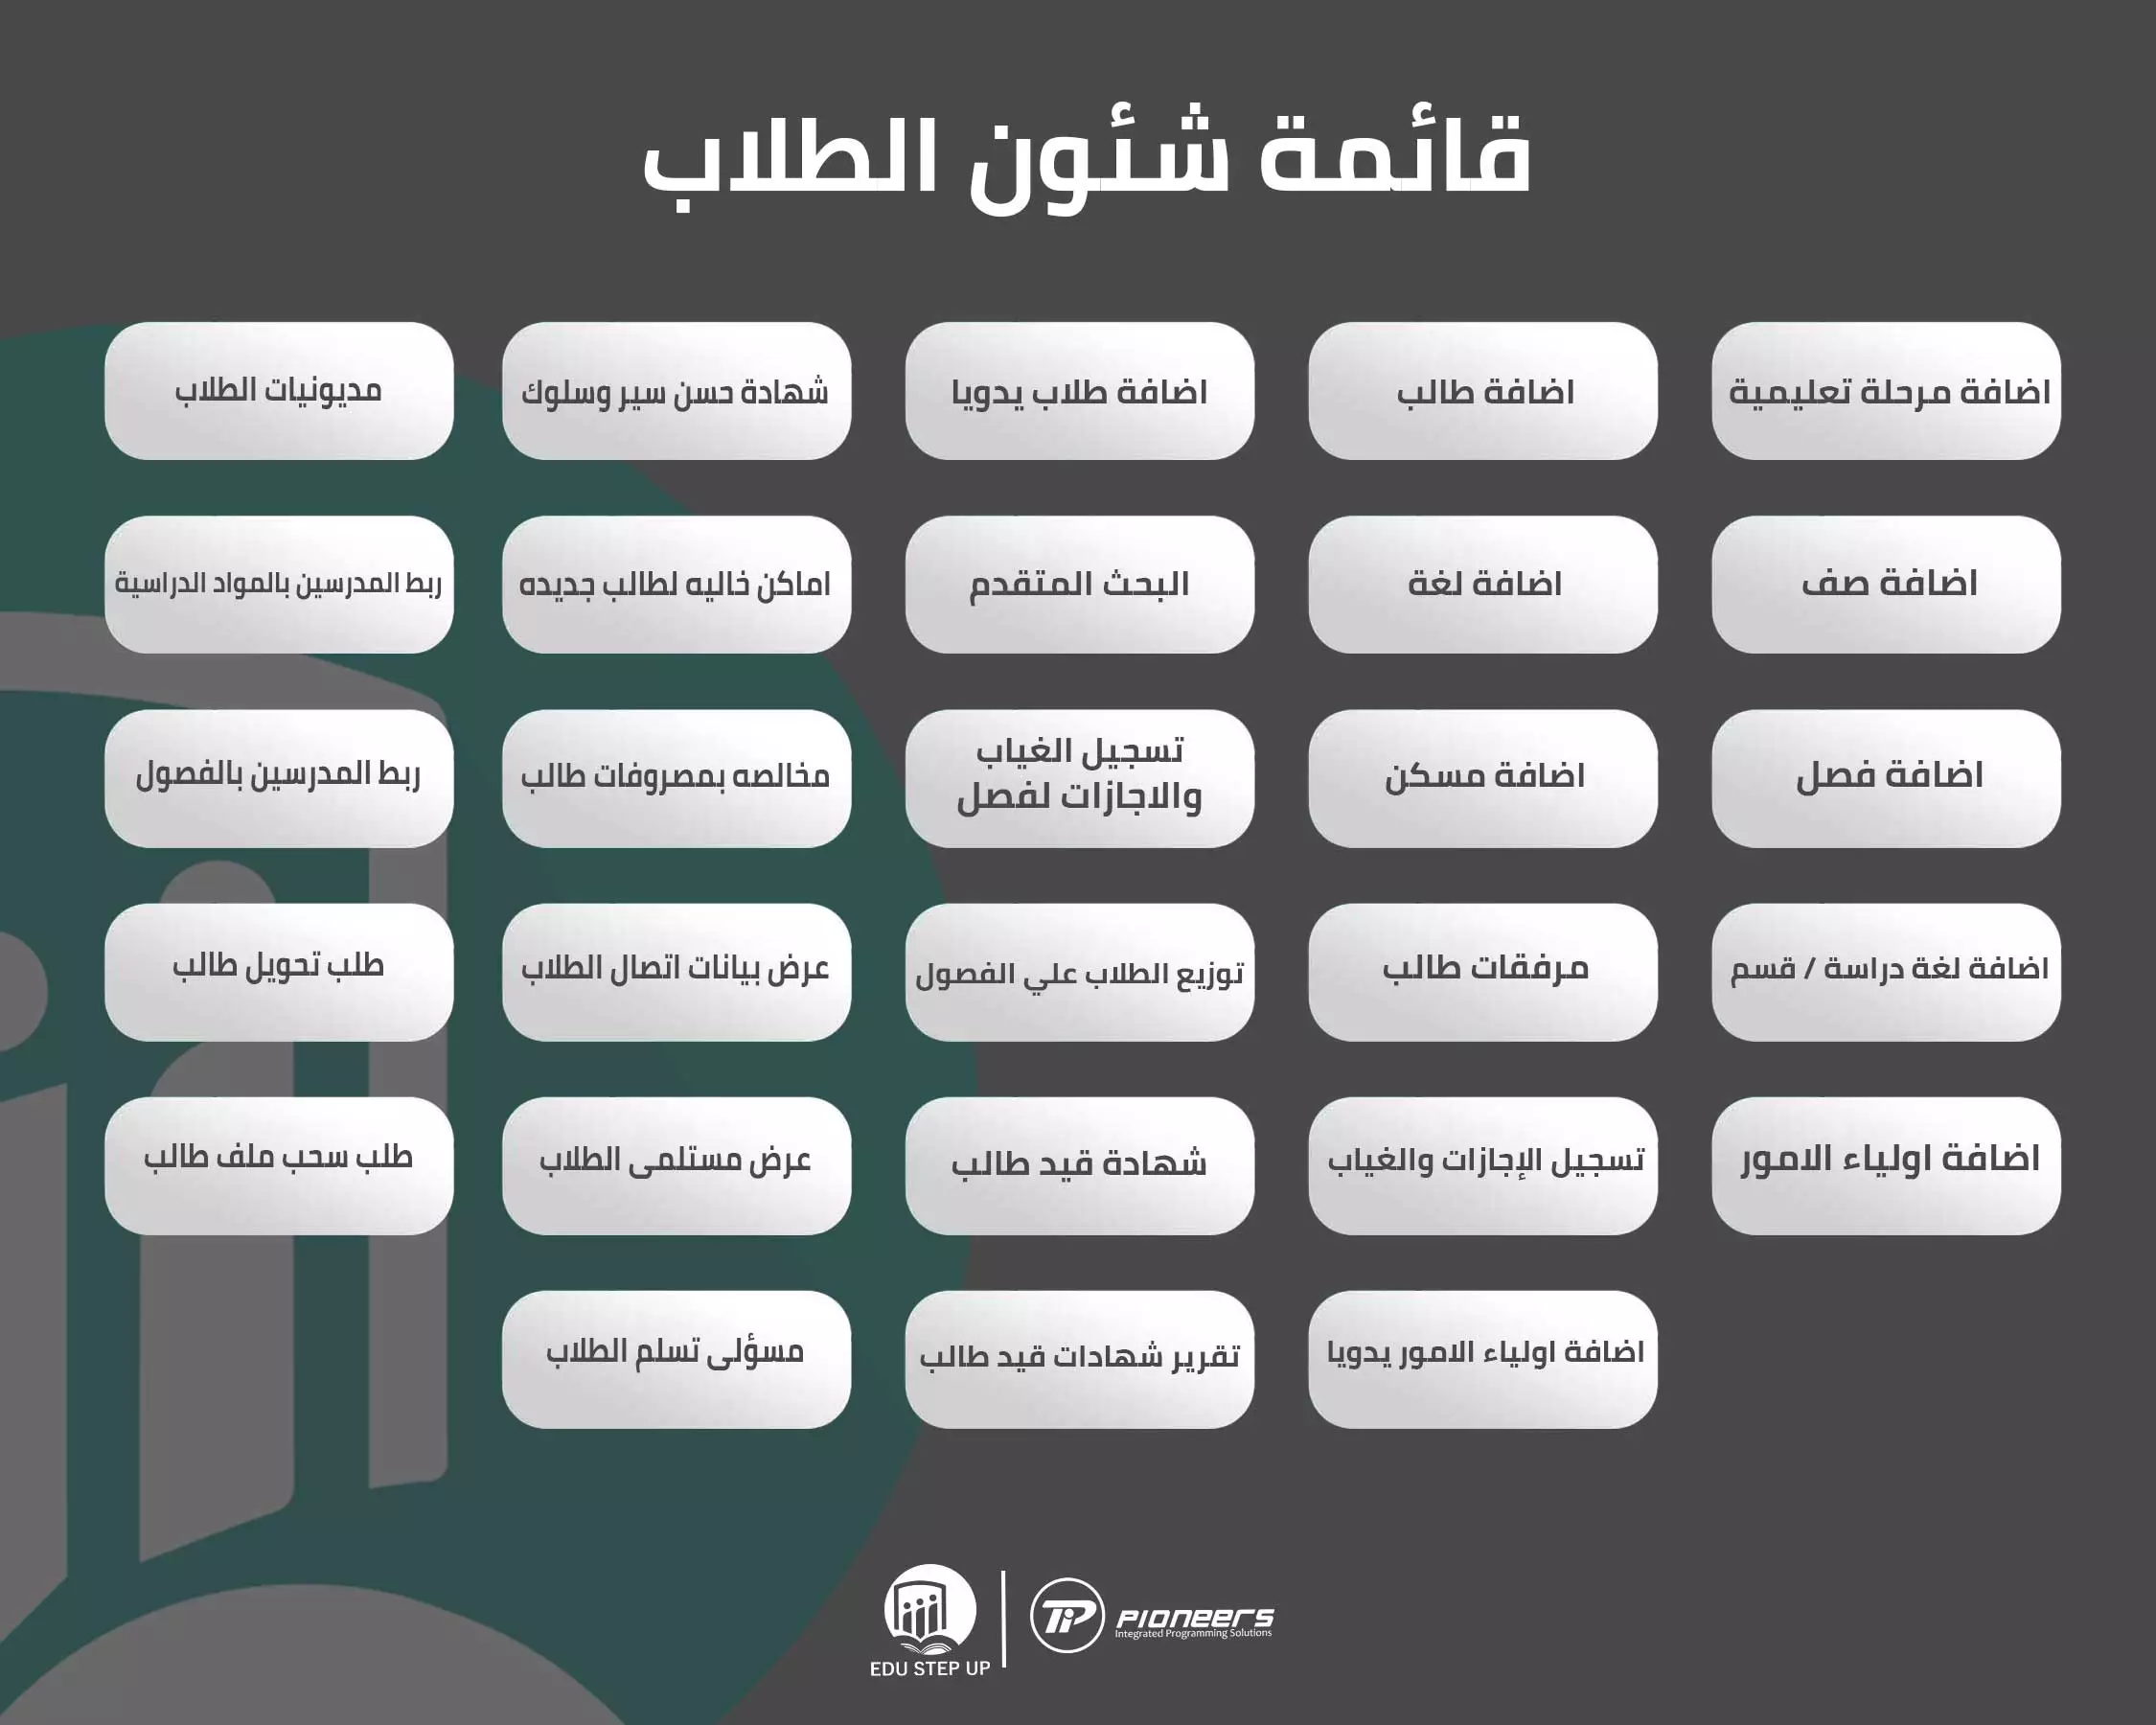 قائمة شئون الطلاب
اضافة مرحلة تعليمية
اضافة طالب
اضافة طلاب يدويا
شهادة حسن سير وسلوك
مديونيات الطلاب
اضافة صف
اضافة لغة
البحث المتقدم
اماكن خاليه لطالب جديده
ربط المدرسين بالمواد الدراسية
اضافة فصل
اضافة مسكن
تسجيل الغياب
والاجازات لفصل
مخالصه بمصروفات طالب
ربط المدرسين بالفصول
اضافة لغة دراسة / قسم
مرفقات طالب
توزيع الطلاب علي الفصول
عرض بيانات اتصال الطلاب
طلب تحويل طالب
اضافة اولياء الامور
تسجيل الإجازات والغياب
شهادة قيد طالب
عرض مستلمى الطلاب
طلب سحب ملف طالب
اضافة اولياء الامور يدويا
تقرير شهادات قيد طالب
مسؤلى تسلم الطلاب
EDU STEP UP
TIP
PIONEERS
Integrated Programming Solutions